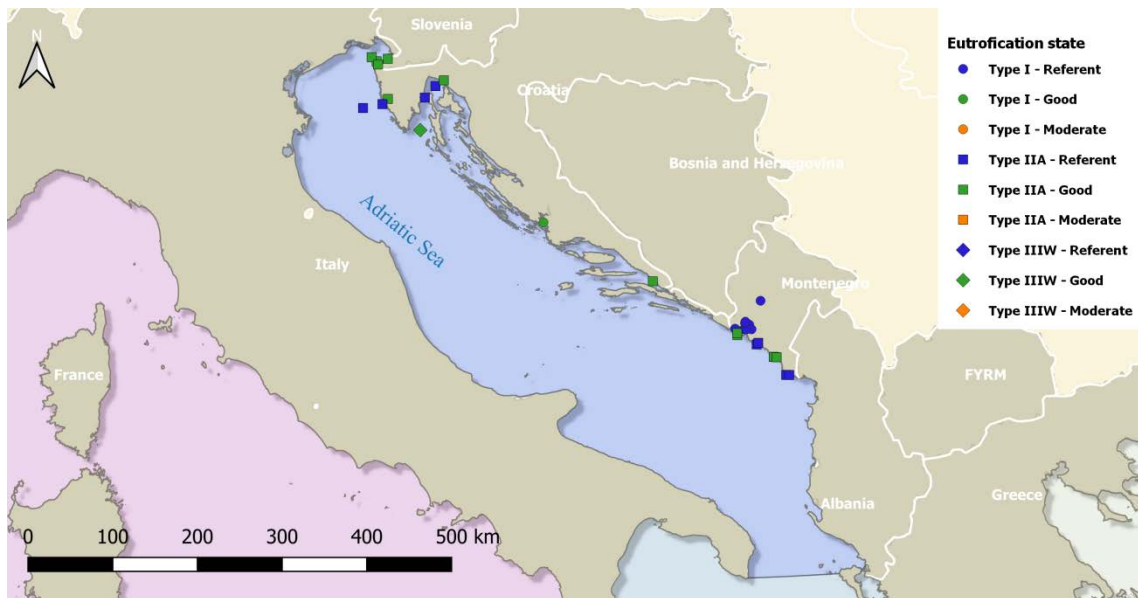 N
Slovenia
Croatia
Bosnia and Herzegovina
Adriatic Sea
Italy
Montenegro
France
FYRM
Albania
Greece
0 100 200 300 400 500 km
Eutrofication state
Type I - Referent
Type I - Good
Type I - Moderate
Type IIA - Referent
Type IIA - Good
Type IIA - Moderate
Type IIIW - Referent
Type IIIW - Good
Type IIIW - Moderate